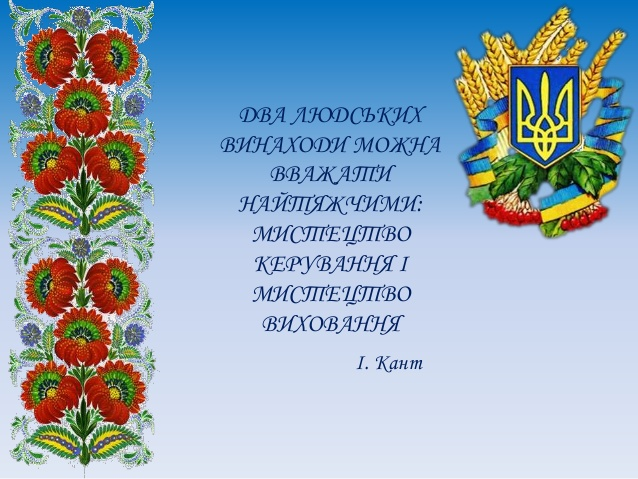 ДВА ЛЮДСЬКИХ
ВИНАХОДИ МОЖНА
ВВАЖАТИ
НАЙТЯЖЧИМИ:
МИСТЕЦТВО
КЕРУВАННЯ І
МИСТЕЦТВО
ВИХОВАННЯ
І. Кант